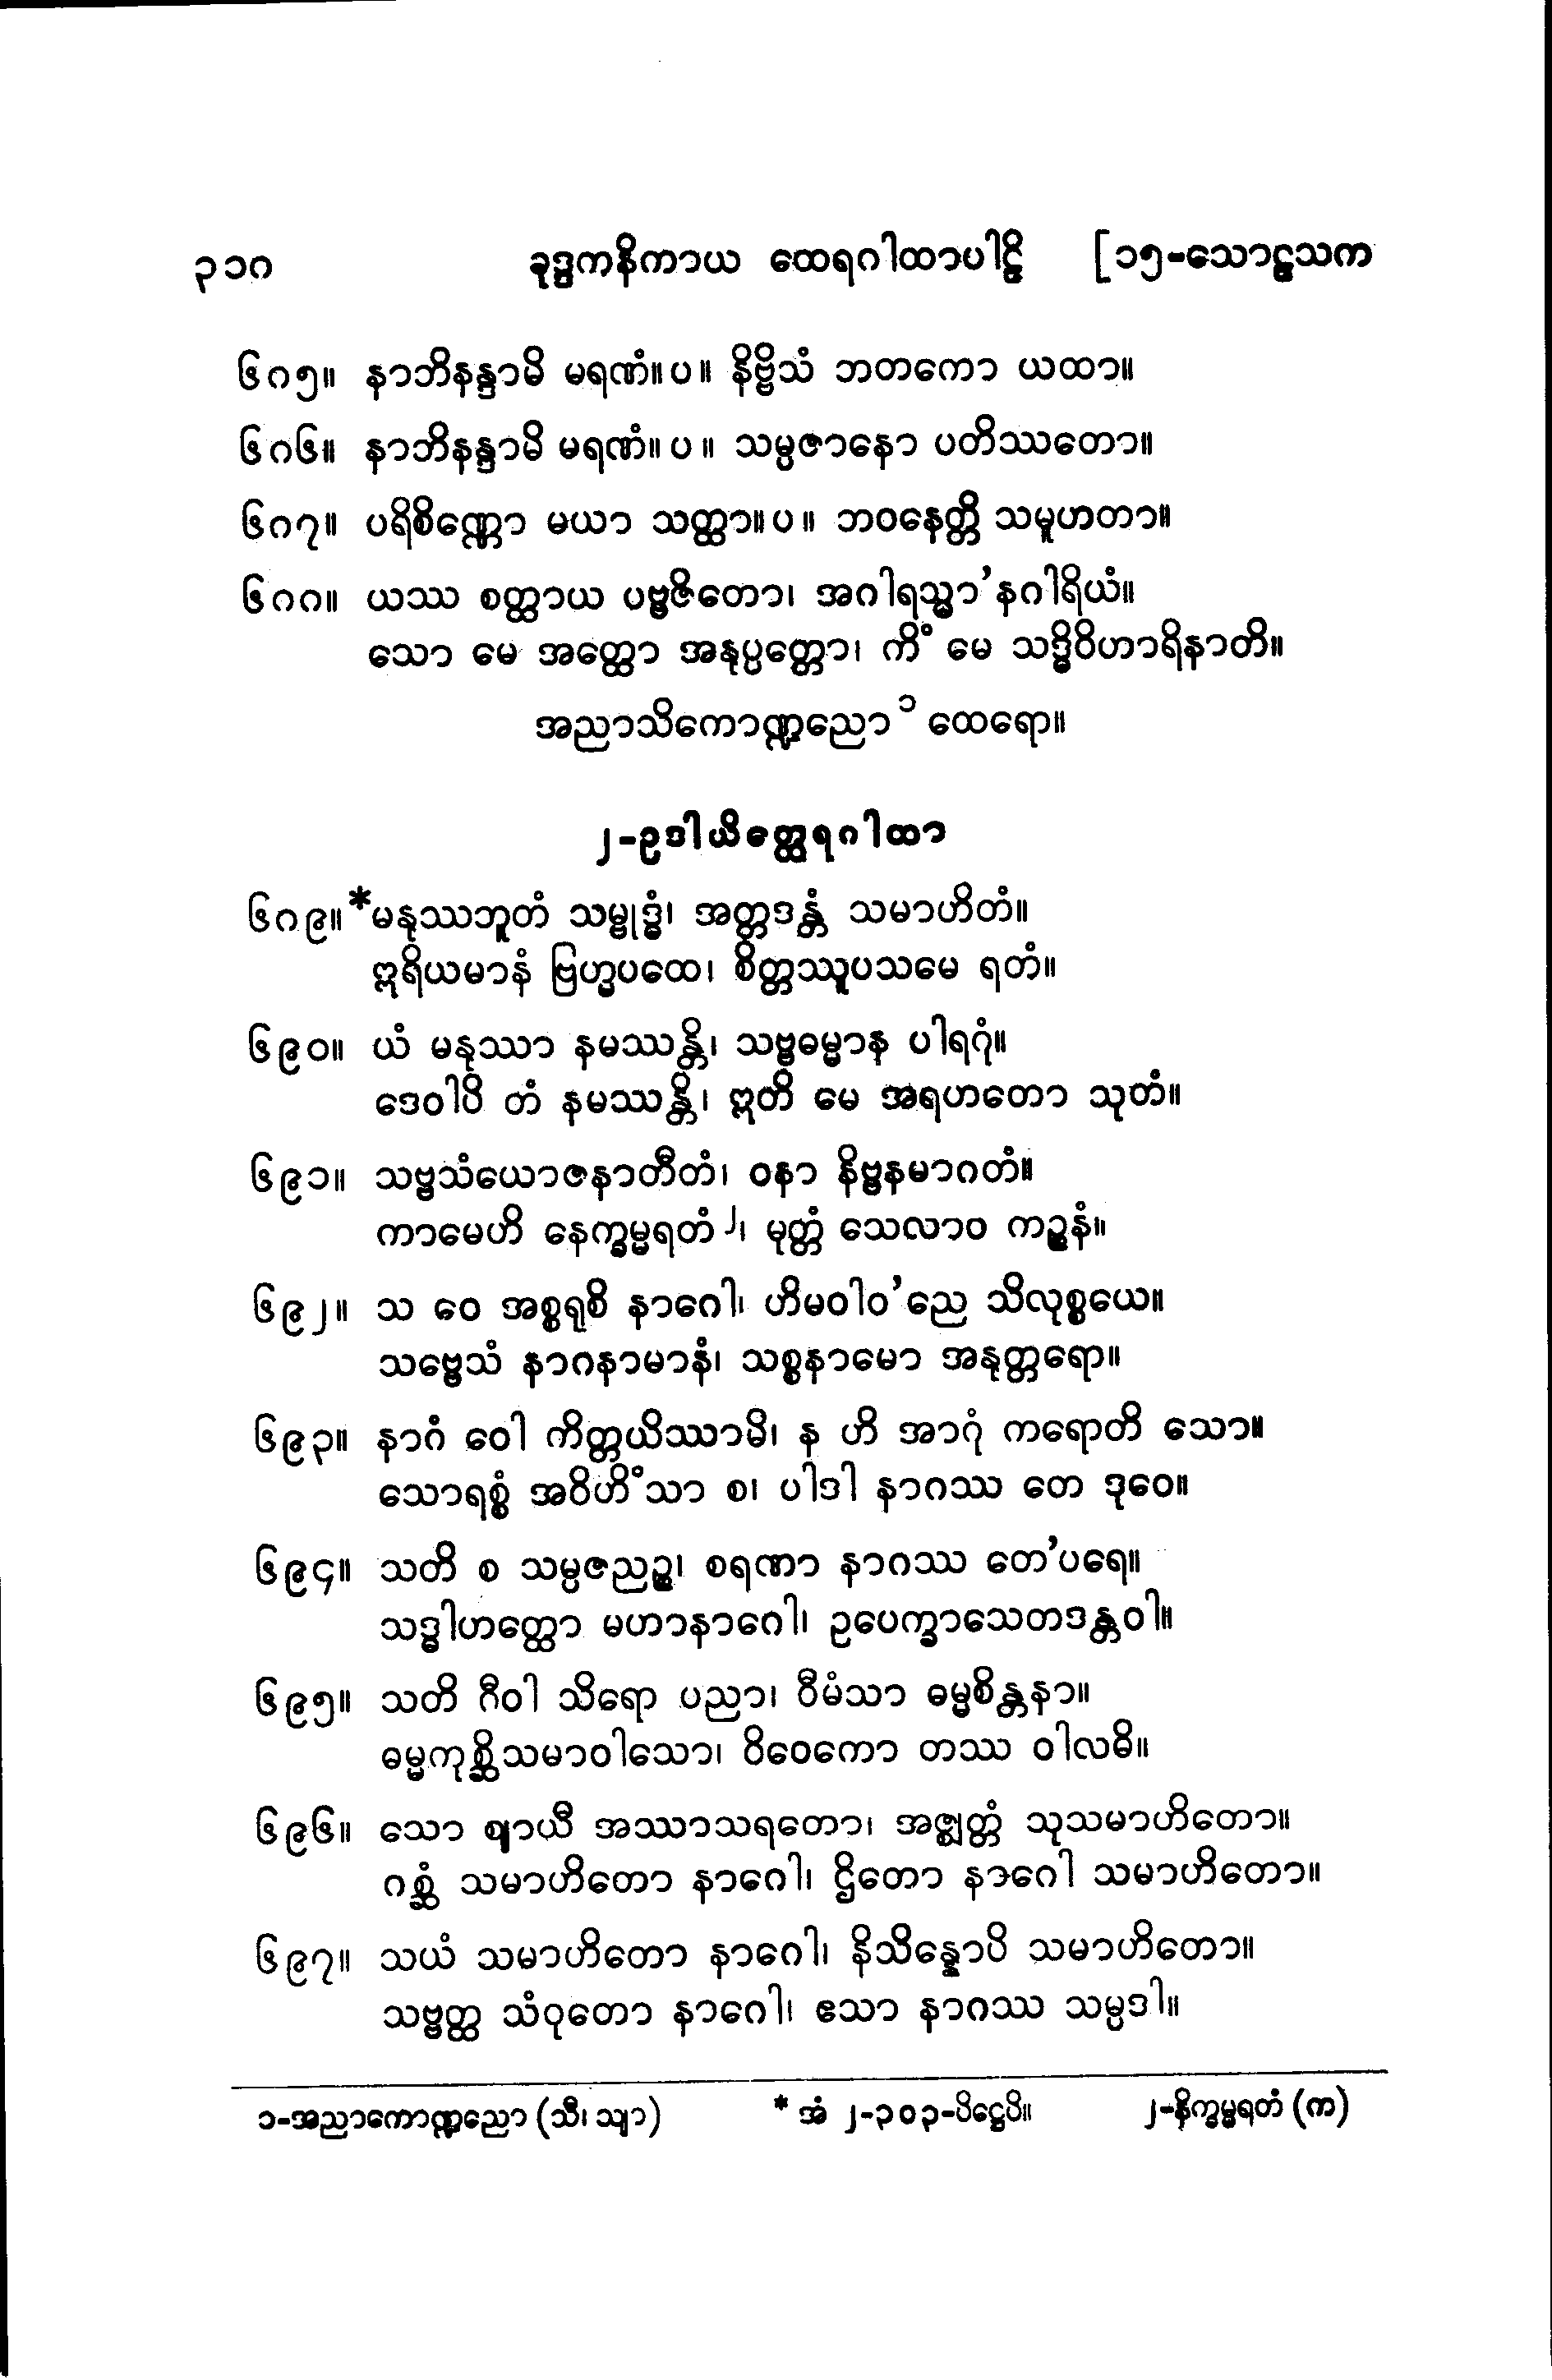 ၃၁၈ ခုဒ္ဒကနိကာယ ထေရဂါထာပါဠိ [၁၅-သောဠသက
၆၈၅။ နာဘိနန္ဒာမိ မရဏံ။ပ။ နိဗ္ဗိသံ ဘတကော ယထာ။
၆၈၆။ နာဘိနန္ဒာမိ မရဏံ။ပ။ သမ္ပဇာနော ပတိဿတော။
၆၈၇။ ပရိစိဏ္ဏော မယာ သတ္ထာ။ပ။ ဘဝနေတ္တိ သမူဟတာ။
၆၈၈။ ယဿ စတ္ထာယ ပဗ္ဗဇိတော၊ အဂါရသ္မာ’နဂါရိယံ။
သော မေ အတ္ထော အနုပ္ပတ္တော၊ ကိံ မေ သဒ္ဓိဝိဟာရိနာတိ။
အညာသိကောဏ္ဍညော ၁ ထေရော။
၂-ဥဒါယိတ္ထေရဂါထာ
၆၈၉။ *မနုဿဘူတံ သမ္ဗုဒ္ဓံ၊ အတ္တဒန္တံ သမာဟိတံ။
ဣရိယမာနံ ဗြဟ္မပထေ၊ စိတ္တဿူပသမေ ရတံ။
၆၉၀။ ယံ မနုဿာ နမဿန္တိ၊ သဗ္ဗဓမ္မာန ပါရဂုံ။
ဒေဝါပိ တံ နမဿန္တိ၊ ဣတိ မေ အရဟတော သုတံ။
၆၉၁။ သဗ္ဗသံယောဇနာတီတံ၊ ဝနာ နိဗ္ဗနမာဂတံ။
ကာမေဟိ နေက္ခမ္မရတံ ၂၊ မုတ္တံ သေလာဝ ကဉ္စနံ။
၆၉၂။ သ ဝေ အစ္စရုစိ နာဂေါ၊ ဟိမဝါဝ’ညေ သိလုစ္စယေ။
သဗ္ဗေသံ နာဂနာမာနံ၊ သစ္စနာမော အနုတ္တရော။
၆၉၃။ နာဂံ ဝေါ ကိတ္တယိဿာမိ၊ န ဟိ အာဂုံ ကရောတိ သော။
သောရစ္စံ အဝိဟိံသာ စ၊ ပါဒါ နာဂဿ တေ ဒုဝေ။
၆၉၄။ သတိ စ သမ္ပဇညဉ္စ၊ စရဏာ နာဂဿ တေ’ပရေ။
သဒ္ဓါဟတ္ထော မဟာနာဂေါ၊ ဥပေက္ခာသေတဒန္တဝါ။
၆၉၅။ သတိ ဂီဝါ သိရော ပညာ၊ ဝီမံသာ ဓမ္မစိန္တနာ။
ဓမ္မကုစ္ဆိသမာဝါသော၊ ဝိဝေကော တဿ ဝါလဓိ။
၆၉၆။ သော ဈာယီ အဿာသရတော၊ အဇ္ဈတ္တံ သုသမာဟိတော။
ဂစ္ဆံ သမာဟိတော နာဂေါ၊ ဌိတော နာဂေါ သမာဟိတော။
၆၉၇။ သယံ သမာဟိတော နာဂေါ၊ နိသိန္နောပိ သမာဟိတော။
သဗ္ဗတ္ထ သံဝုတော နာဂေါ၊ ဧသာ နာဂဿ သမ္ပဒါ။
၁-အညာကောဏ္ဍညော (သီ၊ သျာ) * အံ ၂-၃၀၃-ပိဋ္ဌေပိ။ ၂-နိက္ခမ္မရတံ (က)